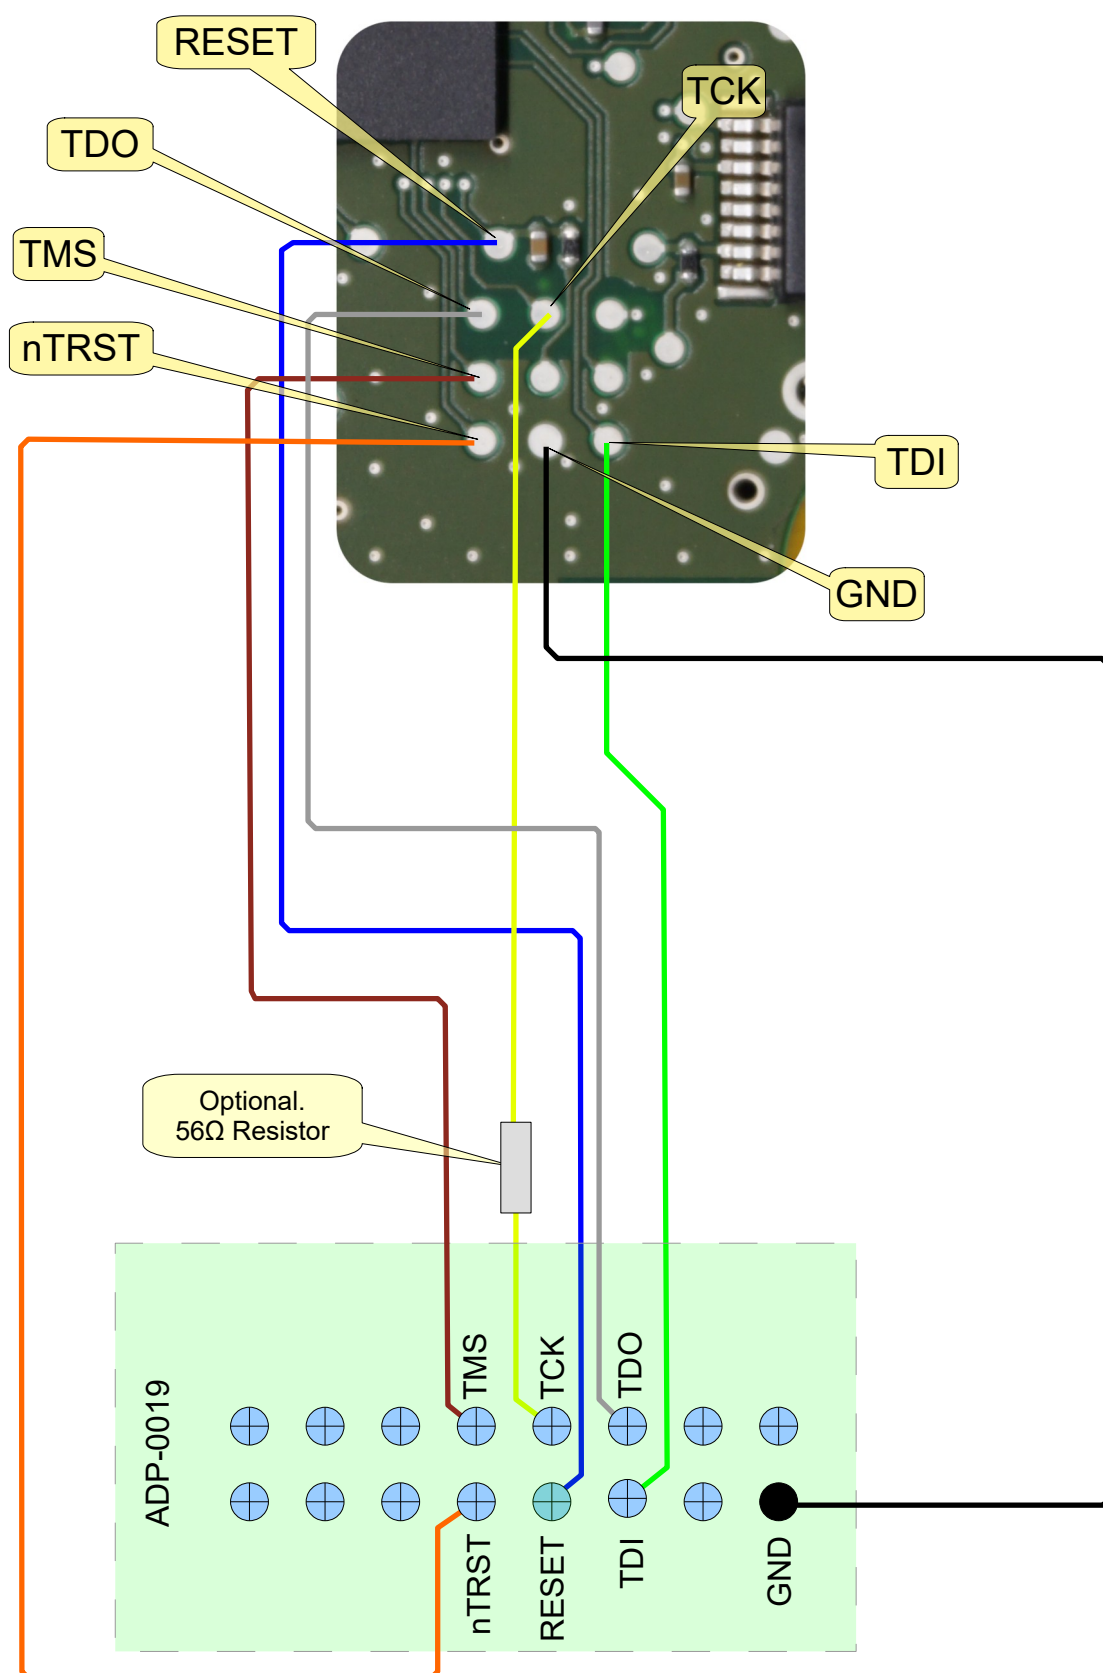 RESET
TCK
TDO
TMS
nTRST
TDI
GND
Optional.
56Ω Resistor
ADP-0019
TMS
TCK
TDO
nTRST
RESET
TDI
GND